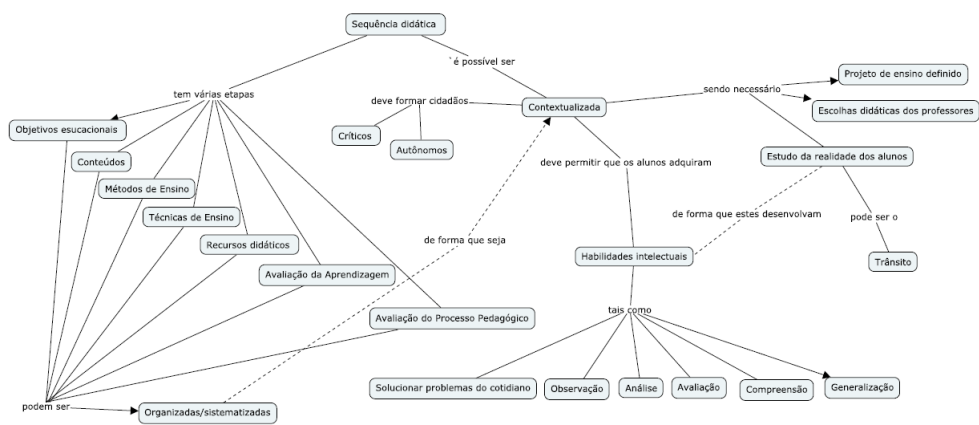 Sequência didática
`é possível ser
tem várias etapas
deve formar cidadãos
Contextualizada
sendo necessário
Projeto de ensino definido
Escolhas didáticas dos professores
Objetivos esucacionais
Críticos
Autônomos
Conteúdos
deve permitir que os alunos adquiram
Estudo da realidade dos alunos
Métodos de Ensino
Técnicas de Ensino
de forma que estes desenvolvam
pode ser o
Recursos didáticos
de forma que seja
Habilidades intelectuais
Trânsito
Avaliação da Aprendizagem
Avaliação do Processo Pedagógico
tais como
Solucionar problemas do cotidiano
Observação
Análise
Avaliação
Compreensão
Generalização
podem ser
Organizadas/sistematizadas